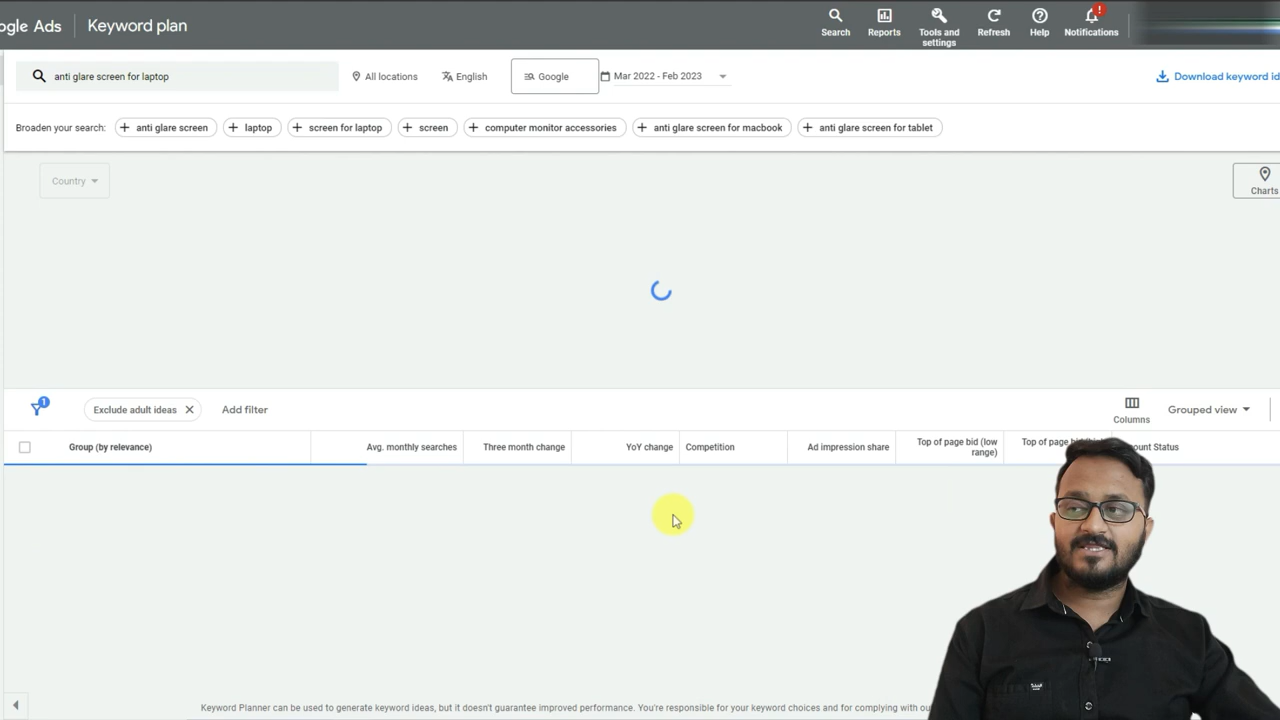 ogle Ads
Keyword plan
Search
Reports
Tools and
settings
Refresh
Help
Notifications
!
anti glare screen for laptop
All locations
English
Google
Mar 2022 - Feb 2023
Download keyword id
Broaden your search:
anti glare screen
laptop
screen for laptop
screen
computer monitor accessories
anti glare screen for macbook
anti glare screen for tablet
Country
Charts
1
Exclude adult ideas
Add filter
Columns
Grouped view
Group (by relevance)
Avg. monthly searches
Three month change
YoY change
Competition
Ad impression share
Top of page bid (low
range)
Top of page bid
ount Status
Keyword Planner can be used to generate keyword ideas, but it doesn't guarantee improved performance. You're responsible for your keyword choices and for complying with ou